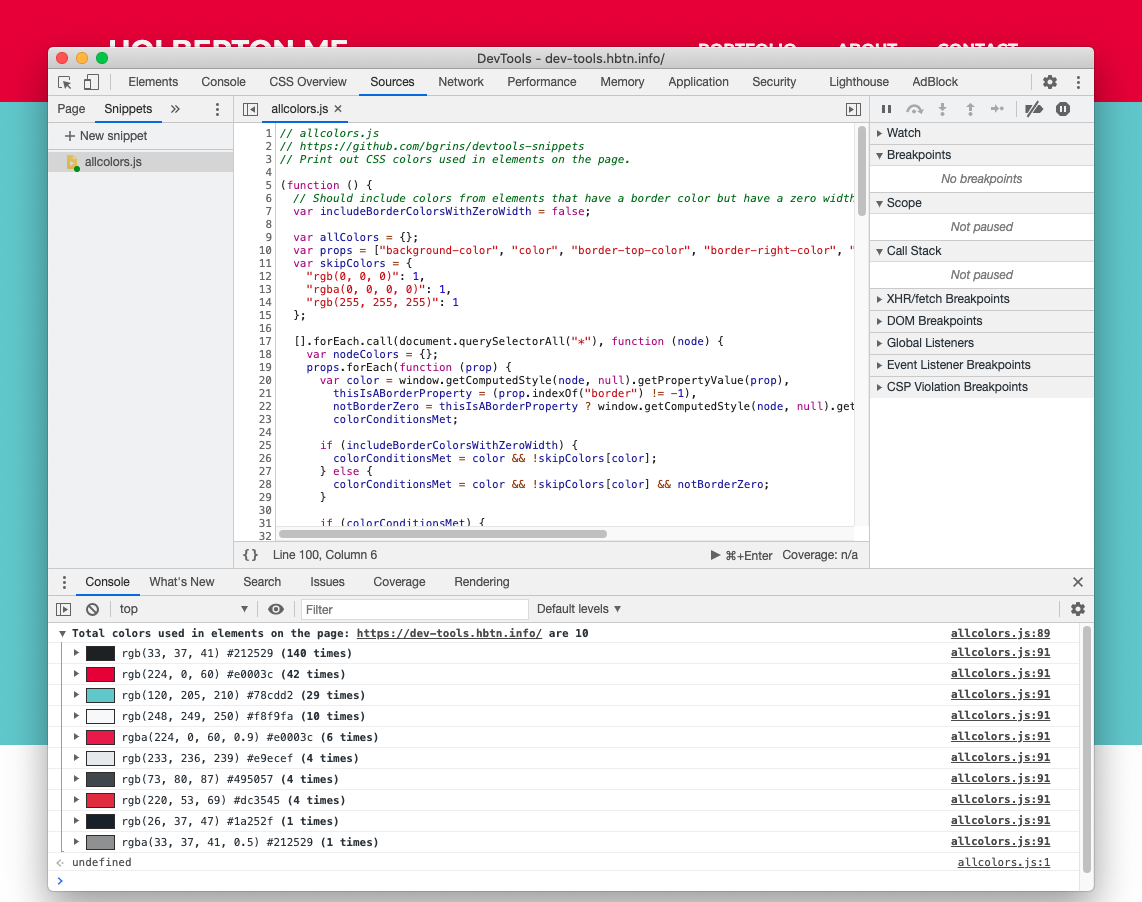 HOLBERTON.ME PORTFOLIO ABOUT CONTACT
DevTools - dev-tools.hbtn.info/
Elements Console CSS Overview Sources Network Performance Memory Application Security Lighthouse AdBlock
Page Snippets »
allcolors.js ×
New snippet
allcolors.js
1 // allcolors.js
2 // https://github.com/bgrins/devtools-snippets
3 // Print out CSS colors used in elements on the page.
4
5 (function () {
6 // Should include colors from elements that have a border color but have a zero width
7 var includeBorderColorsWithZeroWidth = false;
8
9 var allColors = {};
10 var props = ["background-color", "color", "border-top-color", "border-right-color", "
11 var skipColors = {
12 "rgb(0, 0, 0)": 1,
13 "rgba(0, 0, 0, 0)": 1,
14 "rgb(255, 255, 255)": 1
15 };
16
17 [].forEach.call(document.querySelectorAll("*"), function (node) {
18 var nodeColors = {};
19 props.forEach(function (prop) {
20 var color = window.getComputedStyle(node, null).getPropertyValue(prop),
21 thisIsABorderProperty = (prop.indexOf("border") != -1),
22 notBorderZero = thisIsABorderProperty ? window.getComputedStyle(node, null).get
23 colorConditionsMet;
24
25 if (includeBorderColorsWithZeroWidth) {
26 colorConditionsMet = color && !skipColors[color];
27 } else {
28 colorConditionsMet = color && !skipColors[color] && notBorderZero;
29 }
30
31 if (colorConditionsMet) {
32
{} Line 100, Column 6 ⌘+Enter Coverage: n/a
Watch
Breakpoints
No breakpoints
Scope
Not paused
Call Stack
Not paused
XHR/fetch Breakpoints
DOM Breakpoints
Global Listeners
Event Listener Breakpoints
CSP Violation Breakpoints
Console What's New Search Issues Coverage Rendering
top Filter Default levels
Total colors used in elements on the page: https://dev-tools.hbtn.info/ are 10 allcolors.js:89
rgb(33, 37, 41) #212529 (140 times) allcolors.js:91
rgb(224, 0, 60) #e0003c (42 times) allcolors.js:91
rgb(120, 205, 210) #78cdd2 (29 times) allcolors.js:91
rgb(248, 249, 250) #f8f9fa (10 times) allcolors.js:91
rgba(224, 0, 60, 0.9) #e0003c (6 times) allcolors.js:91
rgb(233, 236, 239) #e9ecef (4 times) allcolors.js:91
rgb(73, 80, 87) #495057 (4 times) allcolors.js:91
rgb(220, 53, 69) #dc3545 (4 times) allcolors.js:91
rgb(26, 37, 47) #1a252f (1 times) allcolors.js:91
rgba(33, 37, 41, 0.5) #212529 (1 times) allcolors.js:91
undefined allcolors.js:1